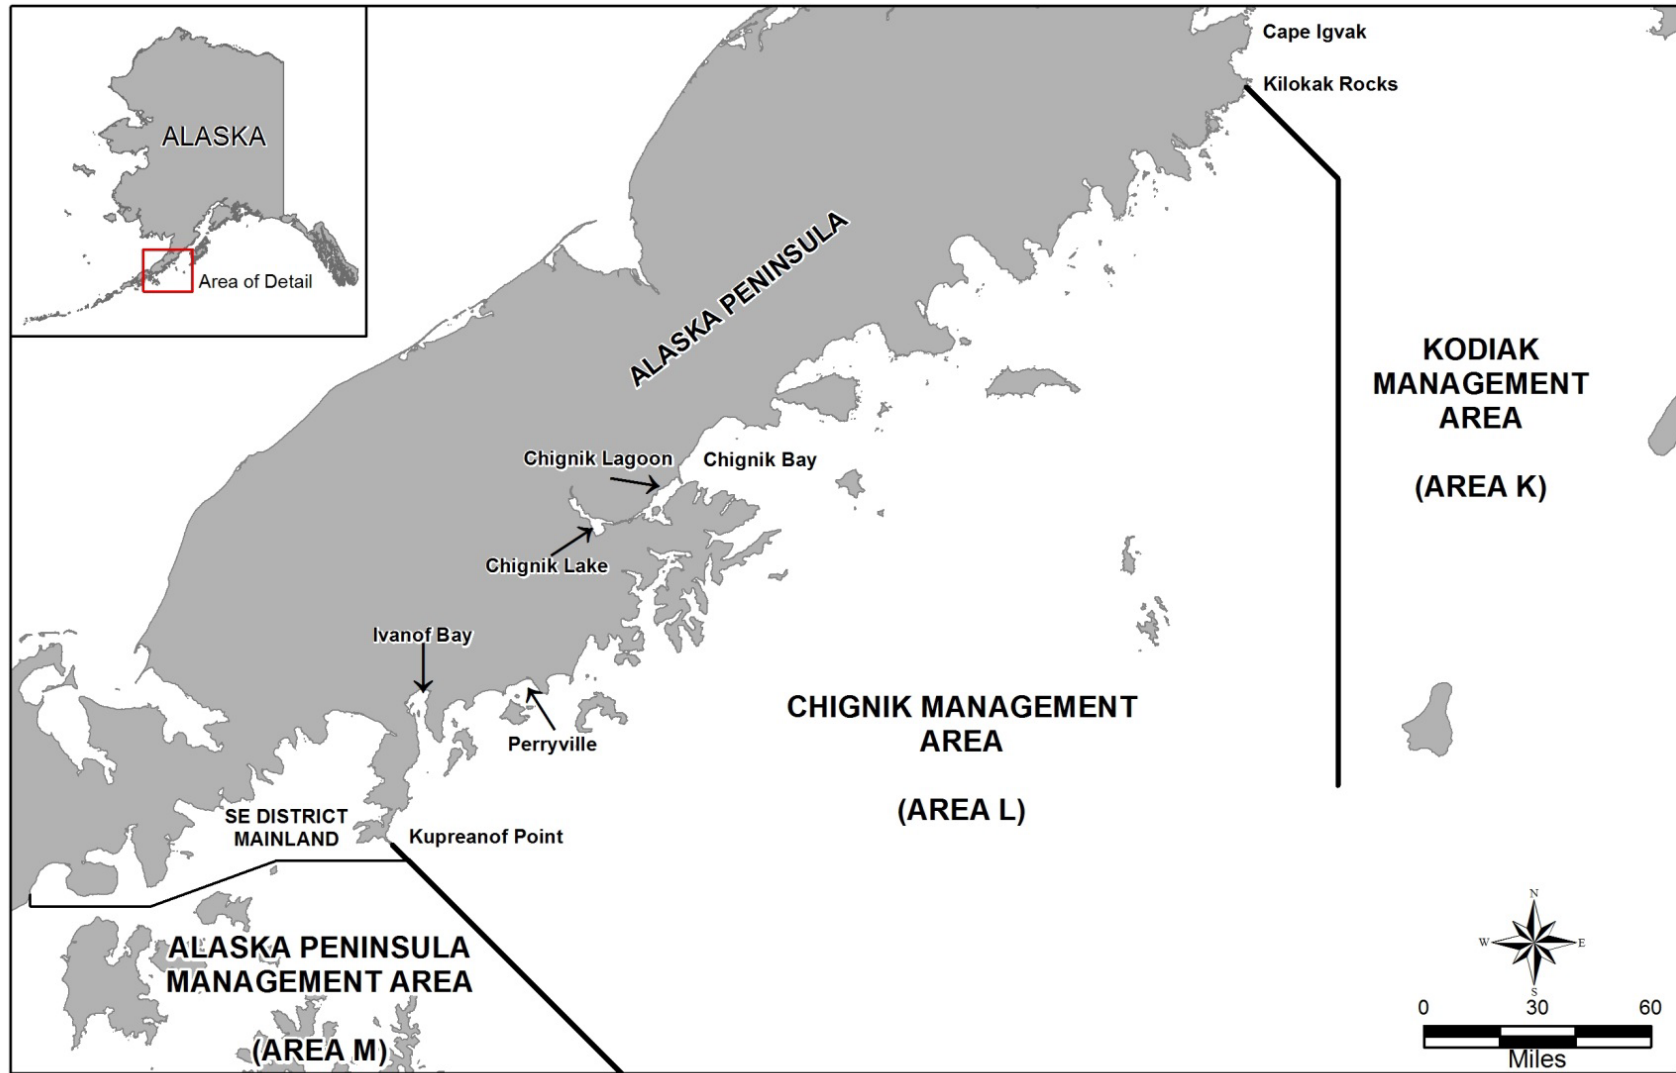 ALASKA
Area of Detail
Cape Igvak
Kilokak Rocks
ALASKA PENINSULA
KODIAK
MANAGEMENT
AREA
(AREA K)
Chignik Lagoon
Chignik Bay
Chignik Lake
Ivanof Bay
Perryville
CHIGNIK MANAGEMENT
AREA
(AREA L)
SE DISTRICT
MAINLAND
Kupreanof Point
ALASKA PENINSULA
MANAGEMENT AREA
(AREA M)
N
W E
S
0 30 60
Miles